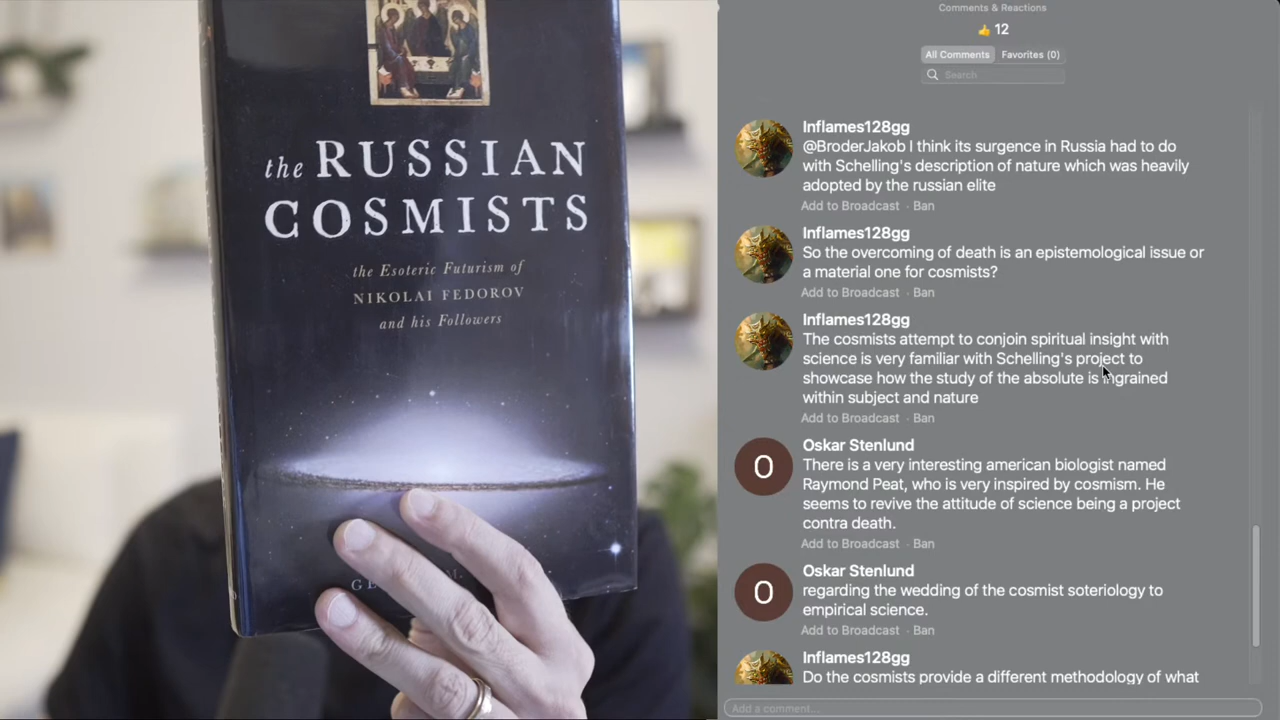 the RUSSIAN
COSMISTS
the Esoteric Futurism of
NIKOLAI FEDOROV
and his Followers
Comments & Reactions
👍 12
All Comments Favorites (0)
Search
Inflames128gg
@BroderJakob I think its surgence in Russia had to do
with Schelling's description of nature which was heavily
adopted by the russian elite
Add to Broadcast · Ban
Inflames128gg
So the overcoming of death is an epistemological issue or
a material one for cosmists?
Add to Broadcast · Ban
Inflames128gg
The cosmists attempt to conjoin spiritual insight with
science is very familiar with Schelling's project to
showcase how the study of the absolute is ingrained
within subject and nature
Add to Broadcast · Ban
O
Oskar Stenlund
There is a very interesting american biologist named
Raymond Peat, who is very inspired by cosmism. He
seems to revive the attitude of science being a project
contra death.
Add to Broadcast · Ban
O
Oskar Stenlund
regarding the wedding of the cosmist soteriology to
empirical science.
Add to Broadcast · Ban
Inflames128gg
Do the cosmists provide a different methodology of what
Add a comment...